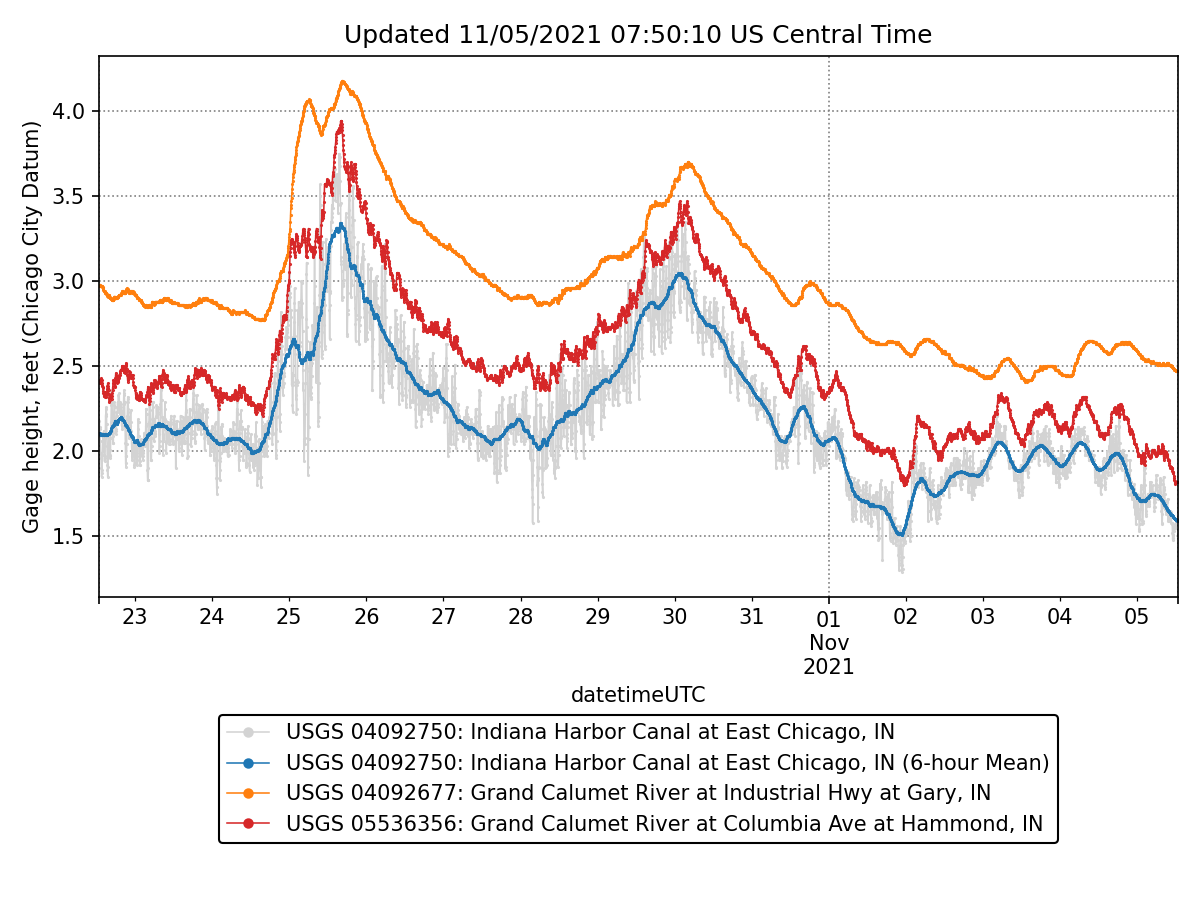 Updated 11/05/2021 07:50:10 US Central Time
Gage height, feet (Chicago City Datum)
4.0
3.5
3.0
2.5
2.0
1.5
23 24 25 26 27 28 29 30 31 01 02 03 04 05
Nov
2021
datetimeUTC
USGS 04092750: Indiana Harbor Canal at East Chicago, IN
USGS 04092750: Indiana Harbor Canal at East Chicago, IN (6-hour Mean)
USGS 04092677: Grand Calumet River at Industrial Hwy at Gary, IN
USGS 05536356: Grand Calumet River at Columbia Ave at Hammond, IN